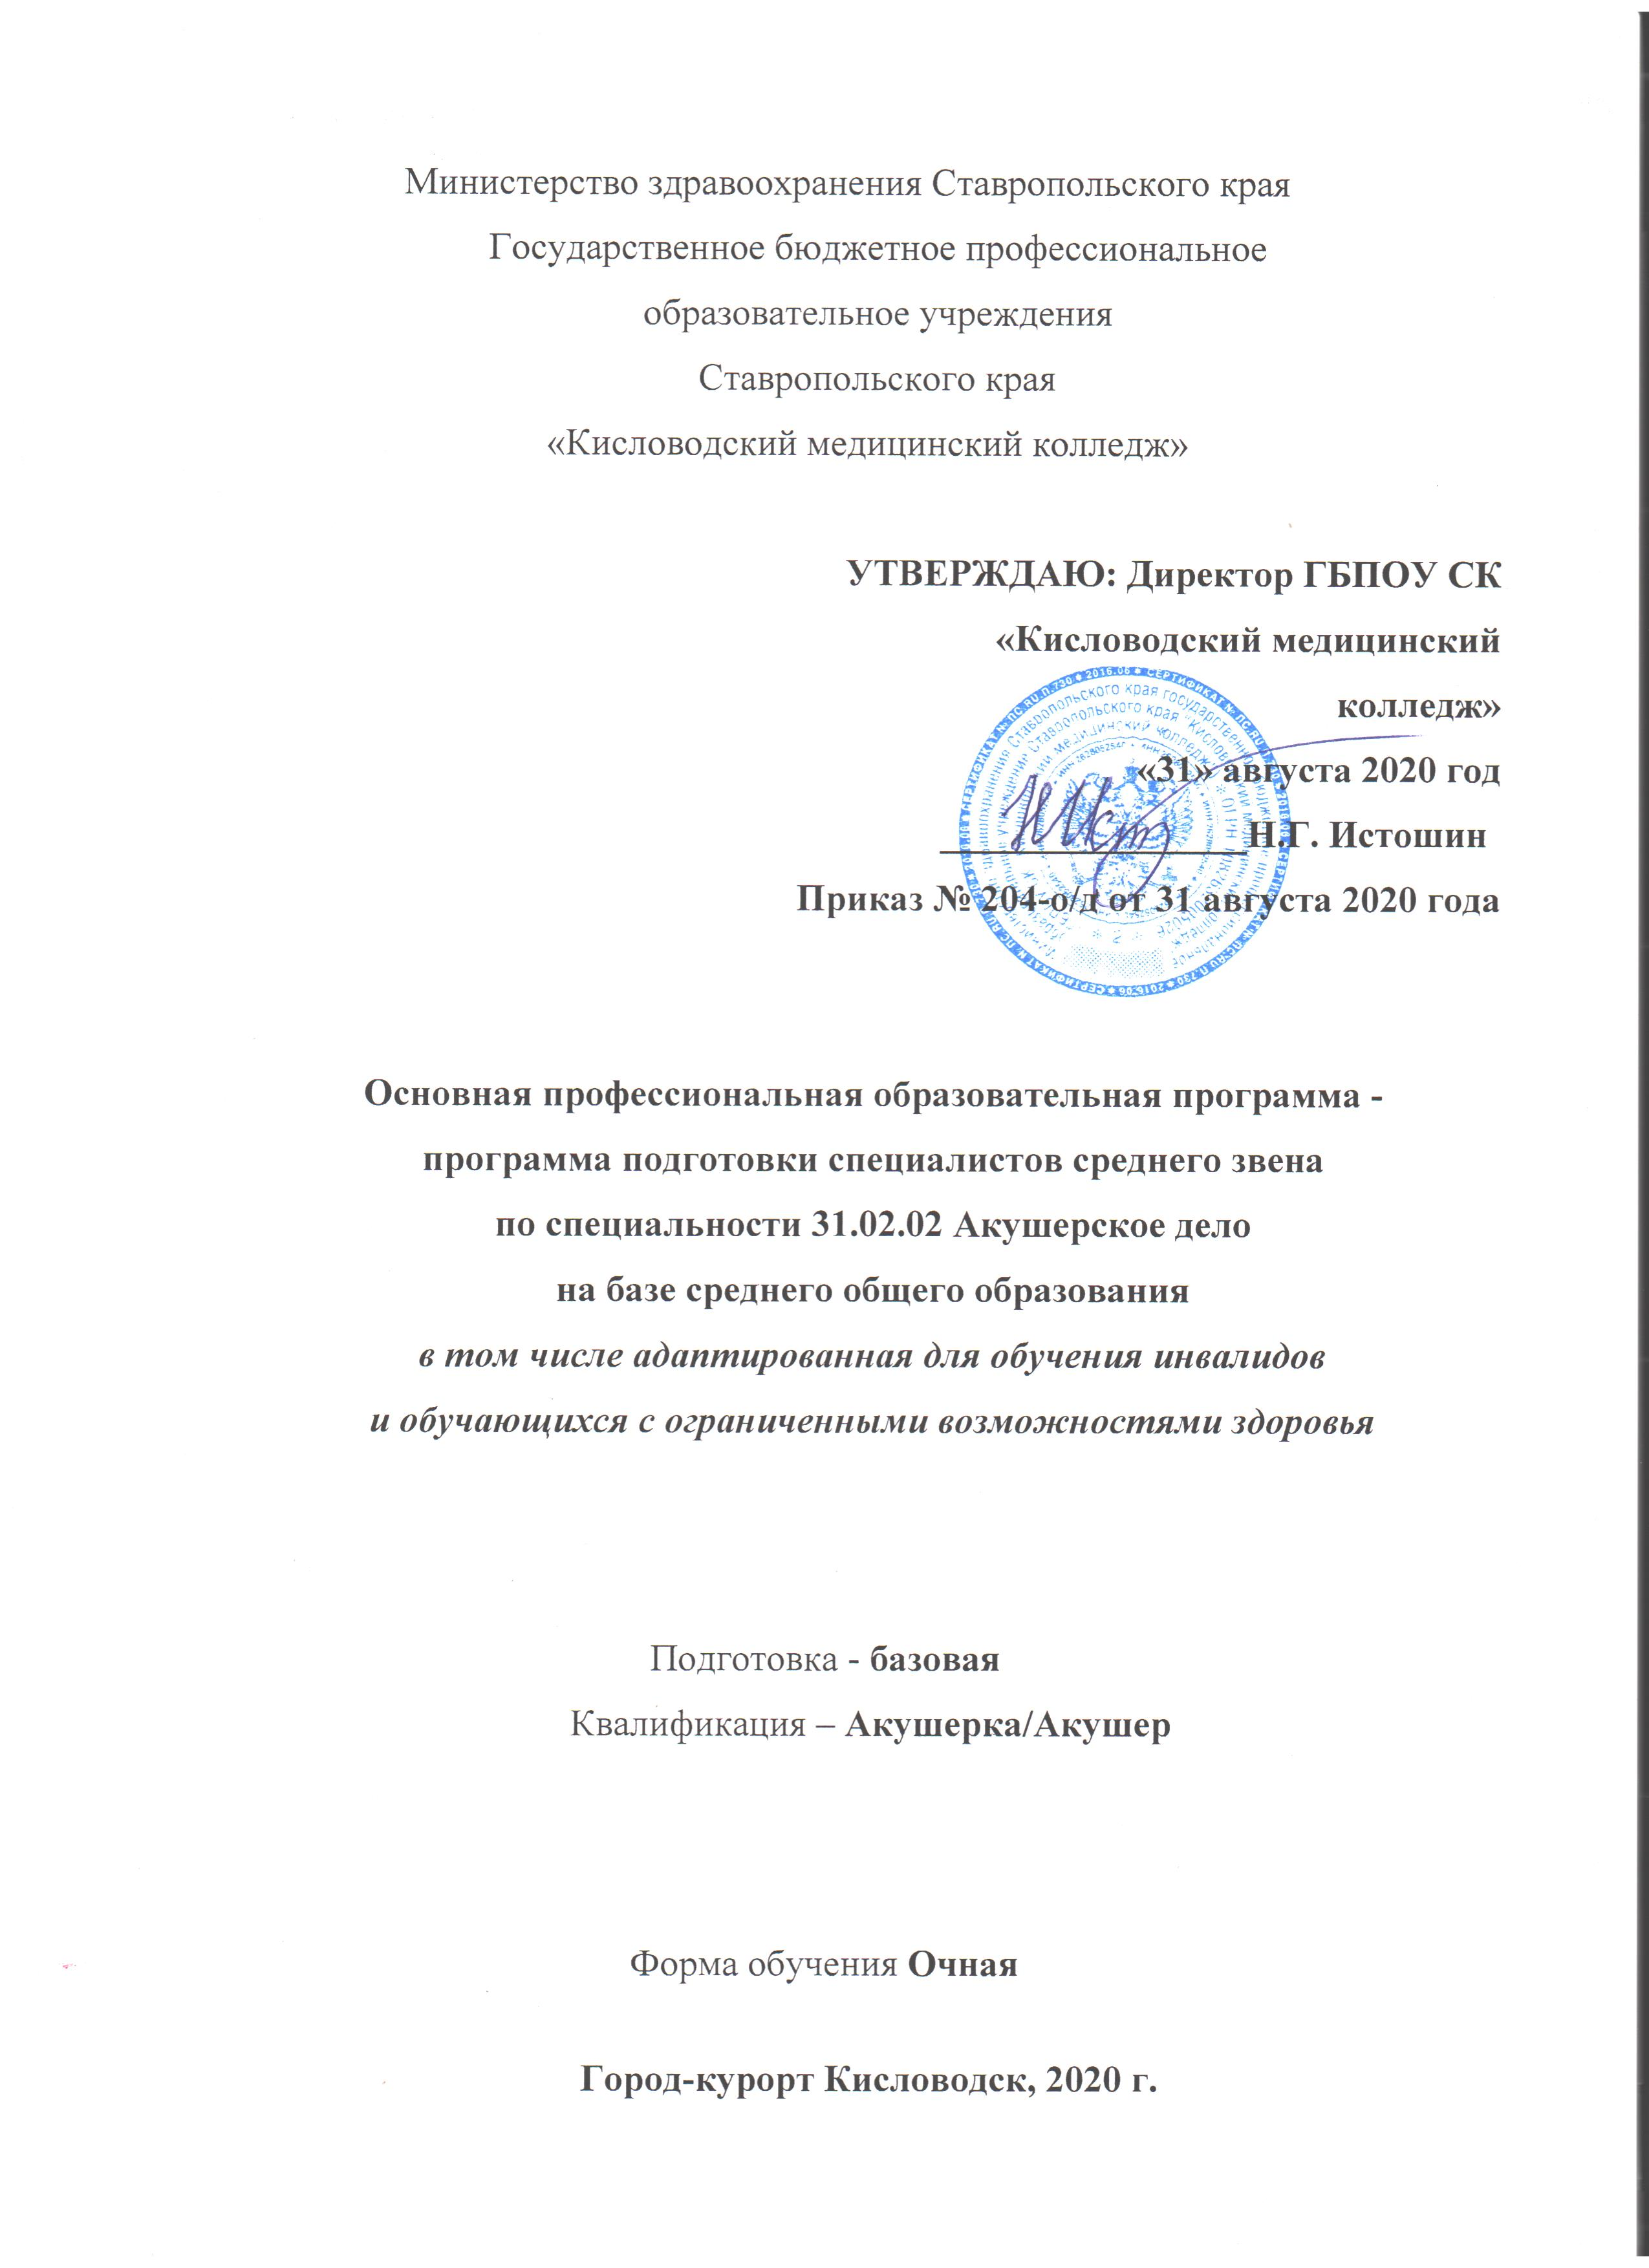 Министерство здравоохранения Ставропольского края
Государственное бюджетное профессиональное
образовательное учреждения
Ставропольского края
«Кисловодский медицинский колледж»
УТВЕРЖДАЮ: Директор ГБПОУ СК
«Кисловодский медицинский
колледж»
«31» августа 2020 год
Н.Г. Истошин
Приказ № 204-о/д от 31 августа 2020 года
Основная профессиональная образовательная программа -
программа подготовки специалистов среднего звена
по специальности 31.02.02 Акушерское дело
на базе среднего общего образования
в том числе адаптированная для обучения инвалидов
и обучающихся с ограниченными возможностями здоровья
Подготовка - базовая
Квалификация – Акушерка/Акушер
Форма обучения Очная
Город-курорт Кисловодск, 2020 г.